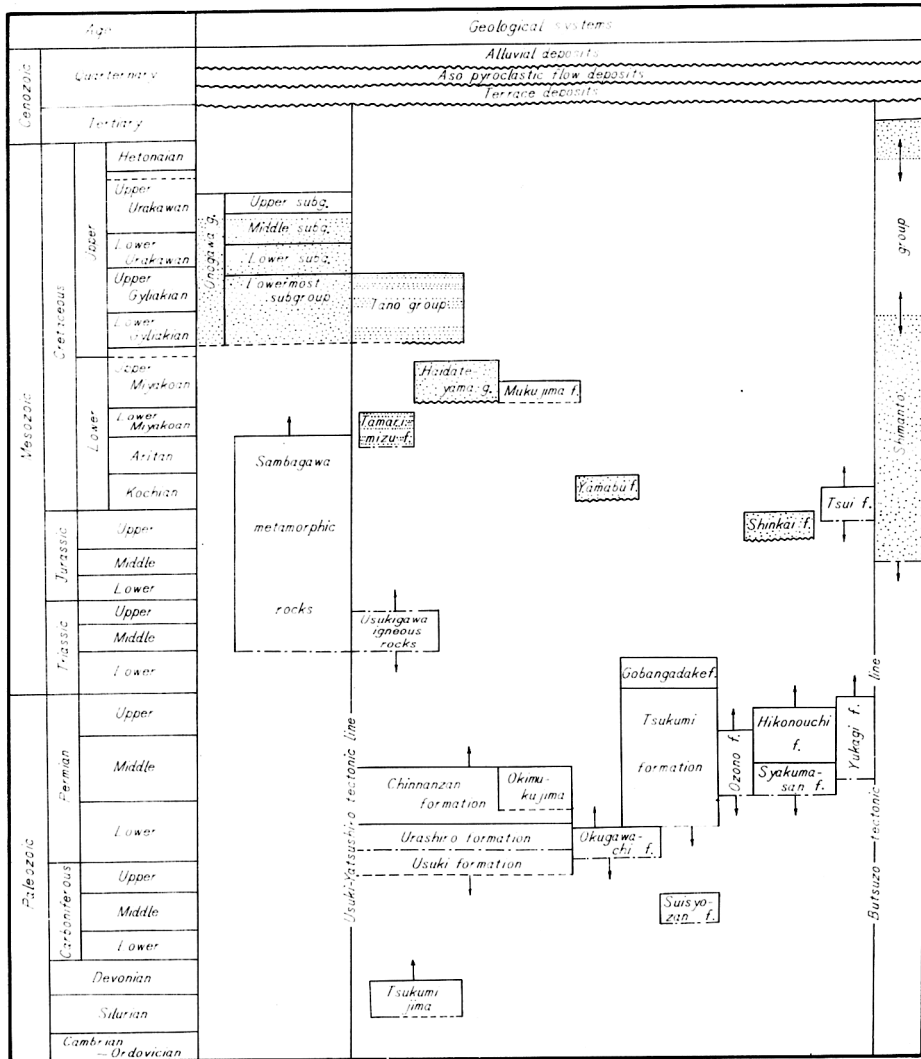 Age
Geological systems
Cenozoic
Quarternary
Tertiary
Alluvial deposits
Aso pyroclastic flow deposits
Terrace deposits
Mesozoic
Cretaceous
Upper
Hetonaian
Upper
Urakawan
Lower
Urakawan
Upper
Gyliakian
Lower
Gyliakian
Lower
Upper
Miyakoan
Lower
Miyakoan
Aritan
Kochian
Jurassic
Upper
Middle
Lower
Triassic
Upper
Middle
Lower
Paleozoic
Permian
Upper
Middle
Lower
Carboniferous
Upper
Middle
Lower
Devonian
Silurian
Cambrian
— Ordovician
Onogawa g.
Upper subg.
Middle subg.
Lower subg.
Lowermost
subgroup
Tano group
Haidate
yama g.
Mukujima f.
Tamari
mizu f.
Sambagawa
metamorphic
rocks
Yamabu f.
Shinkai f.
Tsui f.
Shimanto
group
Usukigawa
igneous
rocks
Gobangadake f.
Tsukumi
formation
Ozono f.
Hikonouchi
f.
Syakuma-
san f.
Yukagi f.
Chinnanzan
formation
Okimu-
kujima
Urashiro formation
Usuki formation
Okugawa-
chi f.
Suisyo-
zan f.
Tsukumi
jima
Usuki-Yatsushiro tectonic line
Butsuzo — tectonic line